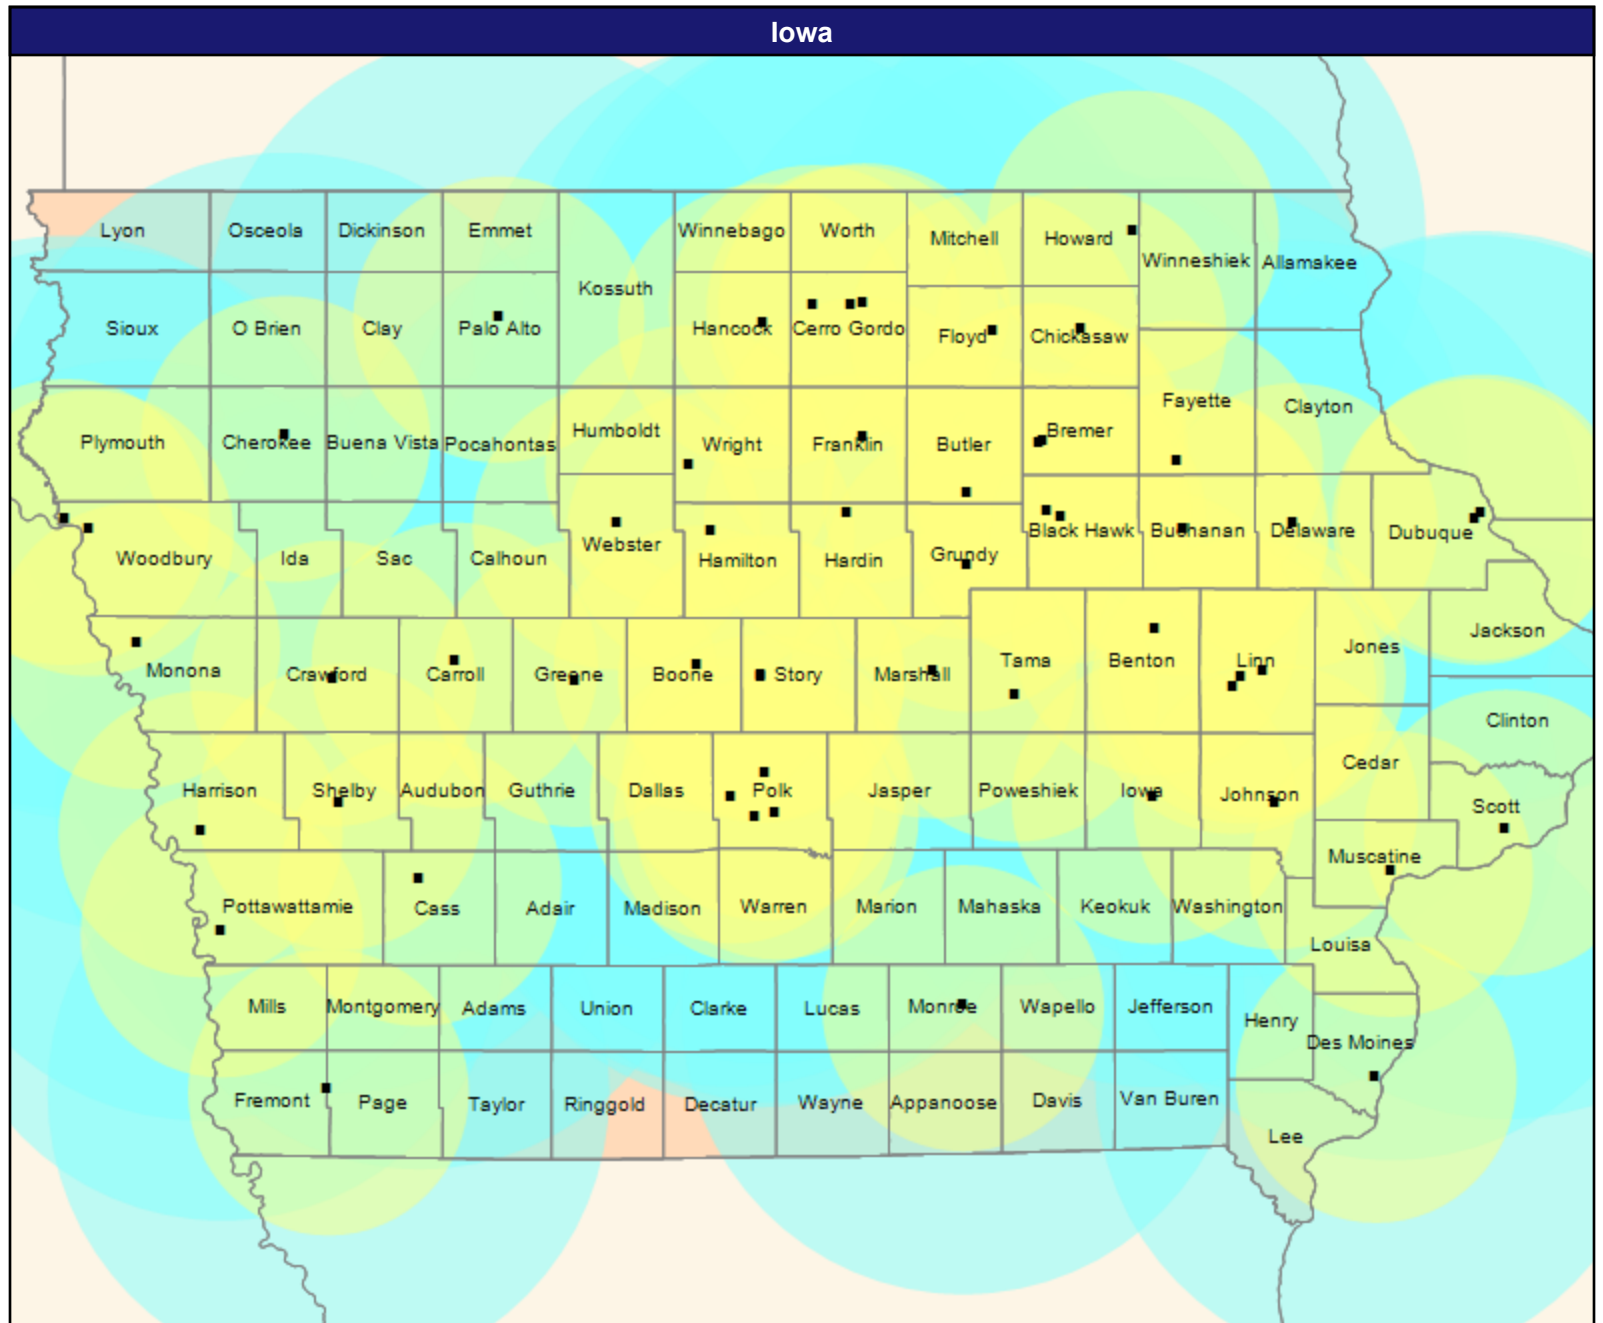 Iowa
Lyon
Osceola
Dickinson
Emmet
Winnebago
Worth
Mitchell
Howard
Winneshiek
Allamakee
Kossuth
Sioux
O Brien
Clay
Palo Alto
Hancock
Cerro Gordo
Floyd
Chickasaw
Fayette
Clayton
Plymouth
Cherokee
Buena Vista
Pocahontas
Humboldt
Wright
Franklin
Butler
Bremer
Woodbury
Ida
Sac
Calhoun
Webster
Hamilton
Hardin
Grundy
Black Hawk
Buchanan
Delaware
Dubuque
Monona
Crawford
Carroll
Greene
Boone
Story
Marshall
Tama
Benton
Linn
Jones
Jackson
Clinton
Harrison
Shelby
Audubon
Guthrie
Dallas
Polk
Jasper
Poweshiek
Iowa
Johnson
Cedar
Scott
Muscatine
Pottawattamie
Cass
Adair
Madison
Warren
Marion
Mahaska
Keokuk
Washington
Louisa
Mills
Montgomery
Adams
Union
Clarke
Lucas
Monroe
Wapello
Jefferson
Henry
Des Moines
Fremont
Page
Taylor
Ringgold
Decatur
Wayne
Appanoose
Davis
Van Buren
Lee